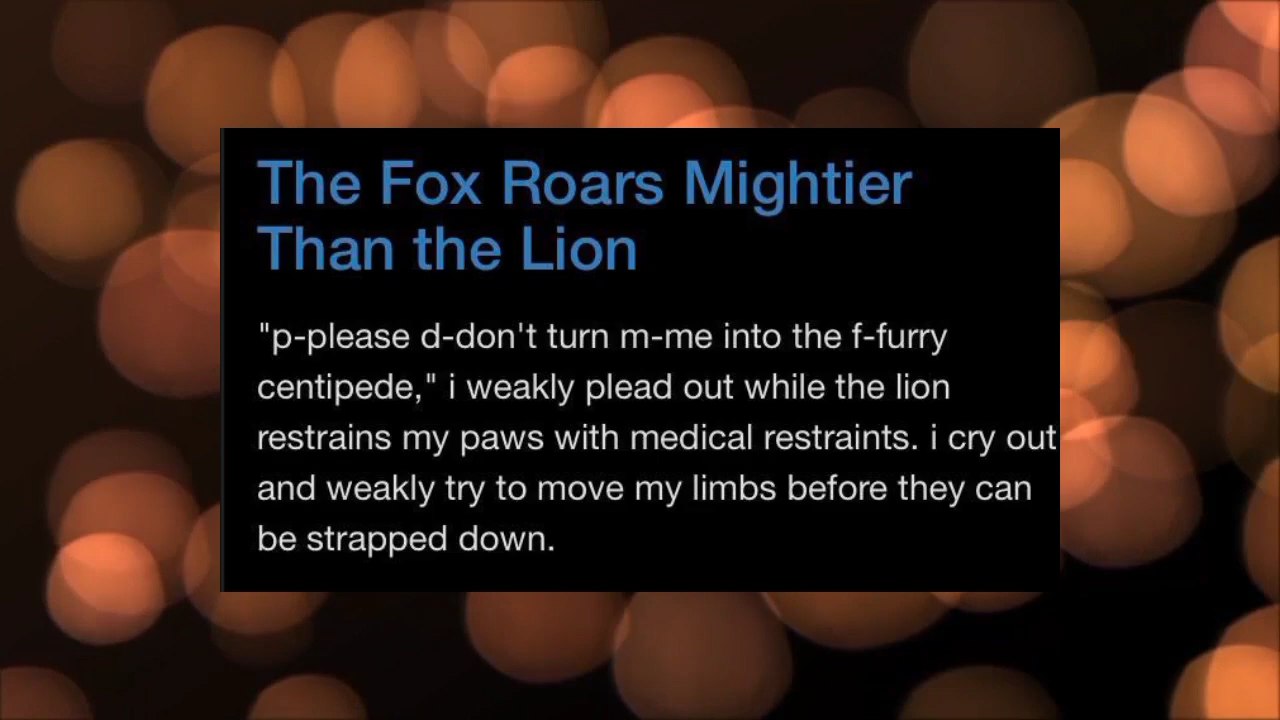 The Fox Roars Mightier
Than the Lion
"p-please d-don't turn m-me into the f-furry
centipede," i weakly plead out while the lion
restrains my paws with medical restraints. i cry out
and weakly try to move my limbs before they can
be strapped down.